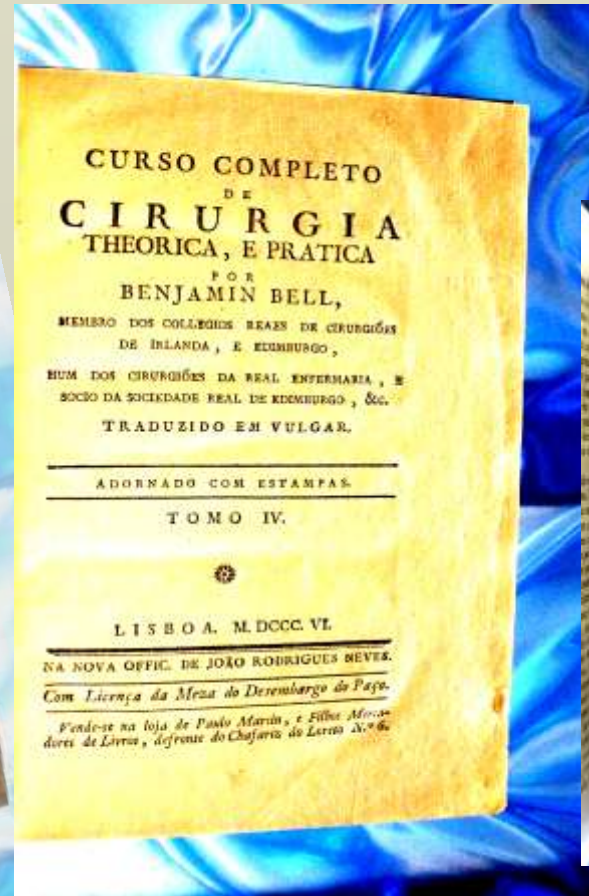 CURSO COMPLETO
DE
CIRURGIA
THEORICA, E PRATICA
POR
BENJAMIN BELL,
MEMBRO DOS COLLEGIOS REAES DE CIRURGIÕES
DE IRLANDA, E EDIMBURGO,
HUM DOS CIRURGIÕES DA REAL ENFERMARIA, E
SOCIO DA SOCIEDADE REAL DE EDIMBURGO, &c.
TRADUZIDO EM VULGAR.
ADORNADO COM ESTAMPAS.
TOMO IV.
LISBOA. M. DCCC. VI.
NA NOVA OFFIC. DE JOÃO RODRIGUES NEVES.
Com Licença da Meza do Desembargo do Paço.
Vende-se na loja de Paulo Martin, e Filhos Merca-
dores de Livros, defronte do Chafariz do Loreto N.º 6.